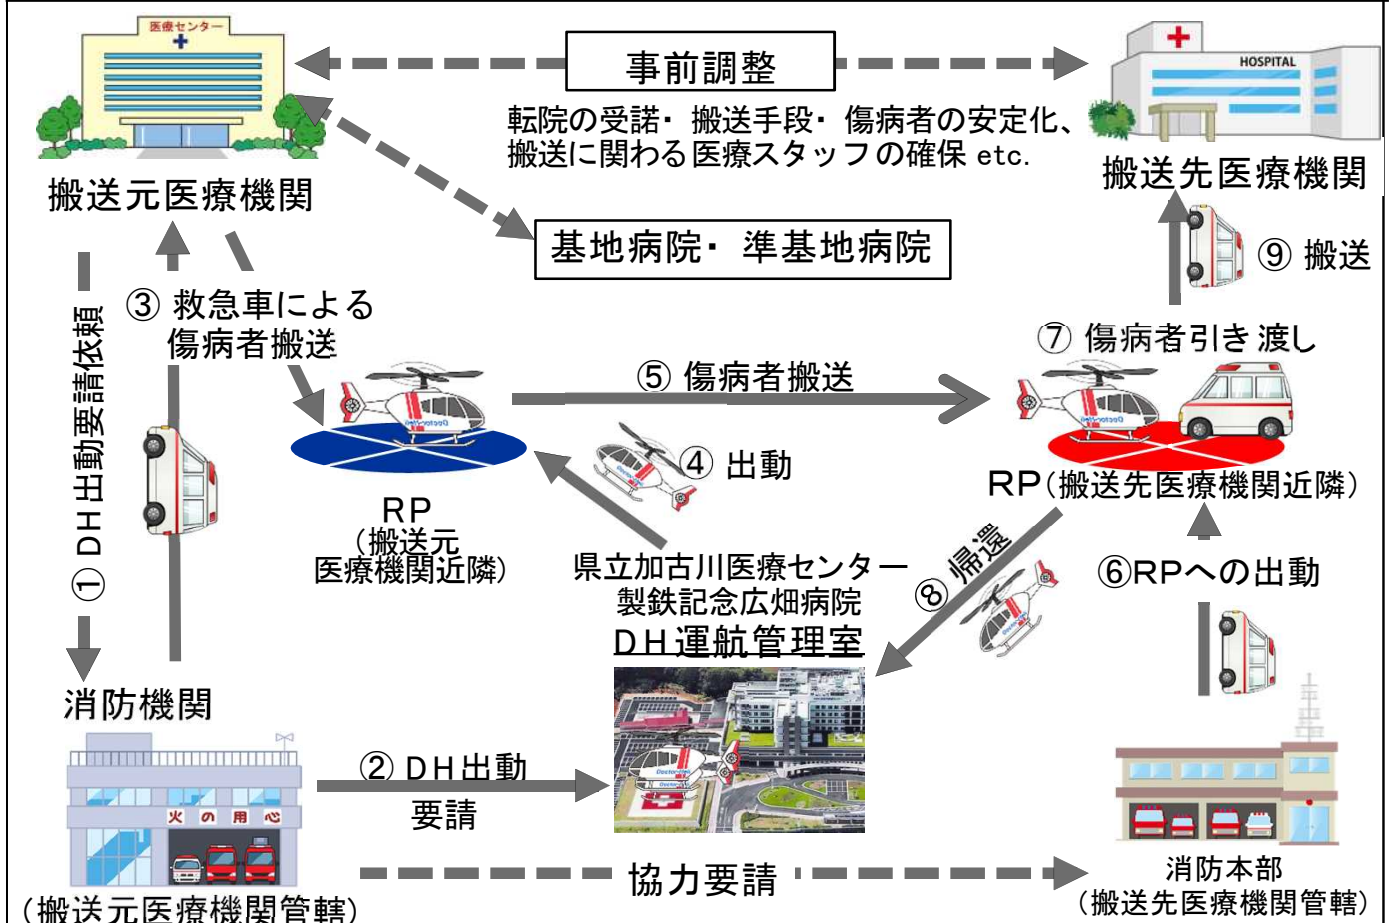 医療センター
HOSPITAL
事前調整
転院の受諾・搬送手段・傷病者の安定化、
搬送に関わる医療スタッフの確保 etc.
搬送元医療機関
搬送先医療機関
基地病院・準基地病院
⑨ 搬送
③ 救急車による
傷病者搬送
① DH出動要請依頼
⑤ 傷病者搬送
⑦ 傷病者引き渡し
④ 出動
RP
(搬送元
医療機関近隣)
RP(搬送先医療機関近隣)
県立加古川医療センター
製鉄記念広畑病院
DH運航管理室
⑧ 帰還
⑥RPへの出動
消防機関
② DH出動
要請
火の用心
協力要請
(搬送元医療機関管轄)
消防本部
(搬送先医療機関管轄)
Doctor-Heli
Doctor-Heli
Doctor-Heli